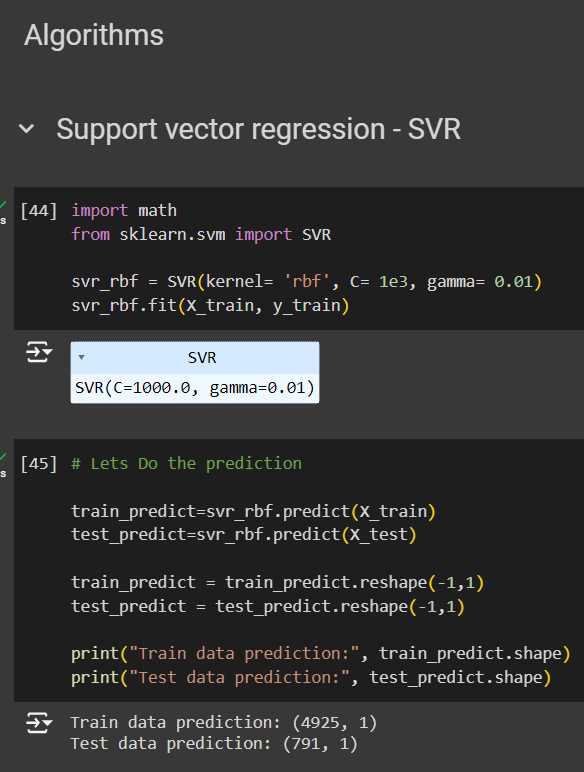 Algorithms
Support vector regression - SVR
[44] import math
from sklearn.svm import SVR
svr_rbf = SVR(kernel= 'rbf', C= 1e3, gamma= 0.01)
svr_rbf.fit(X_train, y_train)
SVR
SVR(C=1000.0, gamma=0.01)
[45] # Lets Do the prediction
train_predict=svr_rbf.predict(X_train)
test_predict=svr_rbf.predict(X_test)
train_predict = train_predict.reshape(-1,1)
test_predict = test_predict.reshape(-1,1)
print("Train data prediction:", train_predict.shape)
print("Test data prediction:", test_predict.shape)
Train data prediction: (4925, 1)
Test data prediction: (791, 1)